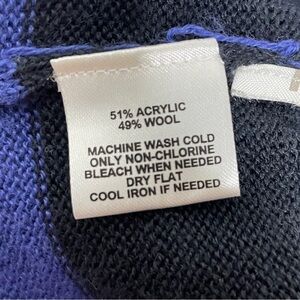 51% ACRYLIC
49% WOOL
MACHINE WASH COLD
ONLY NON-CHLORINE
BLEACH WHEN NEEDED
DRY FLAT
COOL IRON IF NEEDED